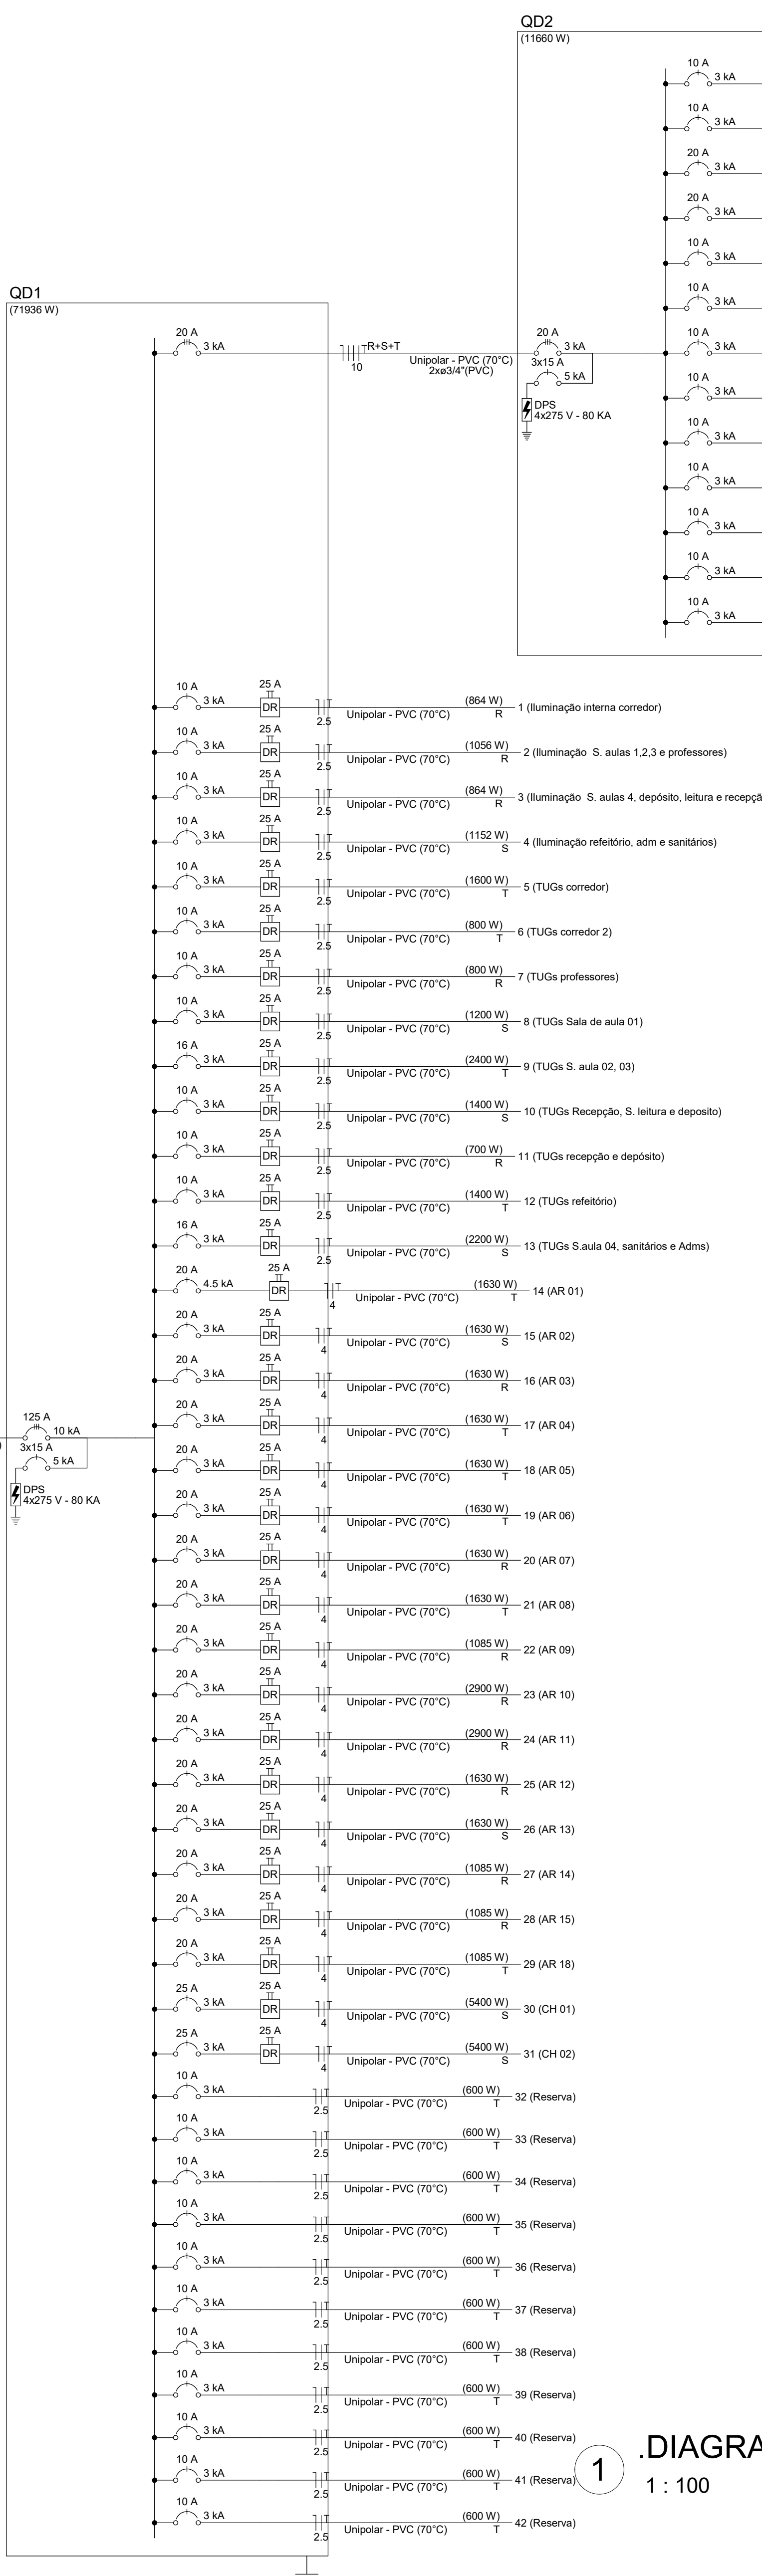 QD2
(11660 W)
10 A
3 kA
10 A
3 kA
20 A
3 kA
20 A
3 kA
10 A
3 kA
10 A
3 kA
10 A
3 kA
10 A
3 kA
10 A
3 kA
10 A
3 kA
10 A
3 kA
10 A
3 kA
10 A
3 kA
20 A
3 kA
3x15 A
5 kA
DPS
4x275 V - 80 KA
QD1
(71936 W)
20 A
3 kA
R+S+T
10
Unipolar - PVC (70°C)
2xø3/4"(PVC)
10 A 3 kA 25 A DR 2.5 Unipolar - PVC (70°C) (864 W) R 1 (Iluminação interna corredor)
10 A 3 kA 25 A DR 2.5 Unipolar - PVC (70°C) (1056 W) R 2 (Iluminação S. aulas 1,2,3 e professores)
10 A 3 kA 25 A DR 2.5 Unipolar - PVC (70°C) (864 W) R 3 (Iluminação S. aulas 4, depósito, leitura e recepçã
10 A 3 kA 25 A DR 2.5 Unipolar - PVC (70°C) (1152 W) S 4 (Iluminação refeitório, adm e sanitários)
10 A 3 kA 25 A DR 2.5 Unipolar - PVC (70°C) (1600 W) T 5 (TUGs corredor)
10 A 3 kA 25 A DR 2.5 Unipolar - PVC (70°C) (800 W) T 6 (TUGs corredor 2)
10 A 3 kA 25 A DR 2.5 Unipolar - PVC (70°C) (800 W) R 7 (TUGs professores)
10 A 3 kA 25 A DR 2.5 Unipolar - PVC (70°C) (1200 W) S 8 (TUGs Sala de aula 01)
16 A 3 kA 25 A DR 2.5 Unipolar - PVC (70°C) (2400 W) T 9 (TUGs S. aula 02, 03)
10 A 3 kA 25 A DR 2.5 Unipolar - PVC (70°C) (1400 W) S 10 (TUGs Recepção, S. leitura e deposito)
10 A 3 kA 25 A DR 2.5 Unipolar - PVC (70°C) (700 W) R 11 (TUGs recepção e depósito)
10 A 3 kA 25 A DR 2.5 Unipolar - PVC (70°C) (1400 W) T 12 (TUGs refeitório)
16 A 3 kA 25 A DR 2.5 Unipolar - PVC (70°C) (2200 W) S 13 (TUGs S.aula 04, sanitários e Adms)
20 A 4.5 kA 25 A DR 4 Unipolar - PVC (70°C) (1630 W) T 14 (AR 01)
20 A 3 kA 25 A DR 4 Unipolar - PVC (70°C) (1630 W) S 15 (AR 02)
20 A 3 kA 25 A DR 4 Unipolar - PVC (70°C) (1630 W) R 16 (AR 03)
20 A 3 kA 25 A DR 4 Unipolar - PVC (70°C) (1630 W) T 17 (AR 04)
125 A
10 kA
3x15 A
5 kA
DPS
4x275 V - 80 KA
20 A 3 kA 25 A DR 4 Unipolar - PVC (70°C) (1630 W) T 18 (AR 05)
20 A 3 kA 25 A DR 4 Unipolar - PVC (70°C) (1630 W) T 19 (AR 06)
20 A 3 kA 25 A DR 4 Unipolar - PVC (70°C) (1630 W) R 20 (AR 07)
20 A 3 kA 25 A DR 4 Unipolar - PVC (70°C) (1630 W) T 21 (AR 08)
20 A 3 kA 25 A DR 4 Unipolar - PVC (70°C) (1085 W) R 22 (AR 09)
20 A 3 kA 25 A DR 4 Unipolar - PVC (70°C) (2900 W) R 23 (AR 10)
20 A 3 kA 25 A DR 4 Unipolar - PVC (70°C) (2900 W) R 24 (AR 11)
20 A 3 kA 25 A DR 4 Unipolar - PVC (70°C) (1630 W) R 25 (AR 12)
20 A 3 kA 25 A DR 4 Unipolar - PVC (70°C) (1630 W) S 26 (AR 13)
20 A 3 kA 25 A DR 4 Unipolar - PVC (70°C) (1085 W) R 27 (AR 14)
20 A 3 kA 25 A DR 4 Unipolar - PVC (70°C) (1085 W) R 28 (AR 15)
20 A 3 kA 25 A DR 4 Unipolar - PVC (70°C) (1085 W) T 29 (AR 18)
25 A 3 kA 25 A DR 4 Unipolar - PVC (70°C) (5400 W) S 30 (CH 01)
25 A 3 kA 25 A DR 4 Unipolar - PVC (70°C) (5400 W) S 31 (CH 02)
10 A 3 kA 2.5 Unipolar - PVC (70°C) (600 W) T 32 (Reserva)
10 A 3 kA 2.5 Unipolar - PVC (70°C) (600 W) T 33 (Reserva)
10 A 3 kA 2.5 Unipolar - PVC (70°C) (600 W) T 34 (Reserva)
10 A 3 kA 2.5 Unipolar - PVC (70°C) (600 W) T 35 (Reserva)
10 A 3 kA 2.5 Unipolar - PVC (70°C) (600 W) T 36 (Reserva)
10 A 3 kA 2.5 Unipolar - PVC (70°C) (600 W) T 37 (Reserva)
10 A 3 kA 2.5 Unipolar - PVC (70°C) (600 W) T 38 (Reserva)
10 A 3 kA 2.5 Unipolar - PVC (70°C) (600 W) T 39 (Reserva)
10 A 3 kA 2.5 Unipolar - PVC (70°C) (600 W) T 40 (Reserva)
10 A 3 kA 2.5 Unipolar - PVC (70°C) (600 W) T 41 (Reserva)
10 A 3 kA 2.5 Unipolar - PVC (70°C) (600 W) T 42 (Reserva)
1
.DIAGRA
1 : 100